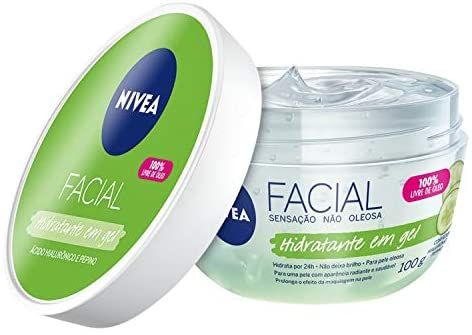 NIVEA
100%
LIVRE DE ÓLEO
FACIAL
Hidratante em gel
ÁCIDO HIALURÔNICO E PEPINO
NIVEA
100%
LIVRE DE ÓLEO
FACIAL
SENSAÇÃO NÃO OLEOSA
Hidratante em gel
Hidrata por 24h • Não deixa brilho • Para pele oleosa
Para uma pele com aparência radiante e saudável
Prolonga o efeito da maquiagem na pele
100g